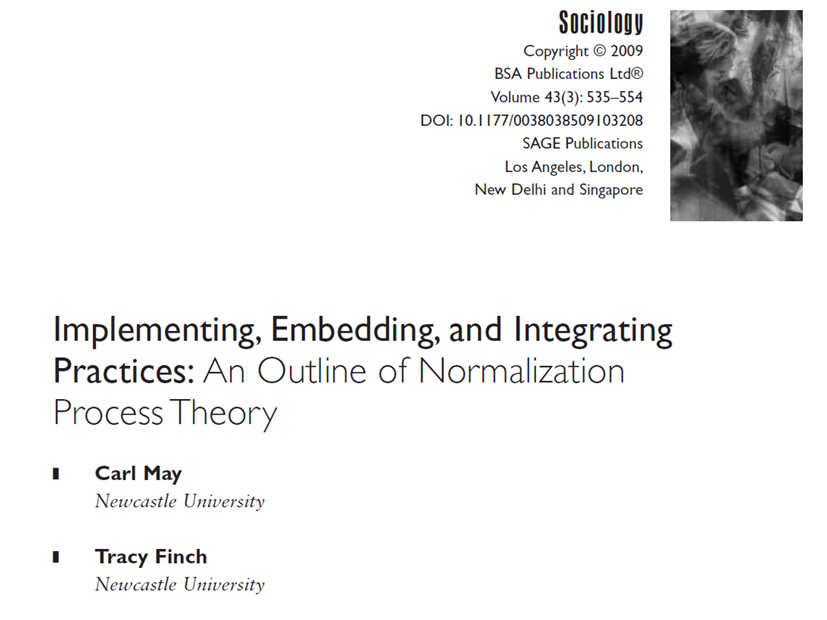 Sociology
Copyright © 2009
BSA Publications Ltd®
Volume 43(3): 535–554
DOI: 10.1177/0038038509103208
SAGE Publications
Los Angeles, London,
New Delhi and Singapore
Implementing, Embedding, and Integrating
Practices: An Outline of Normalization
Process Theory
Carl May
Newcastle University
Tracy Finch
Newcastle University